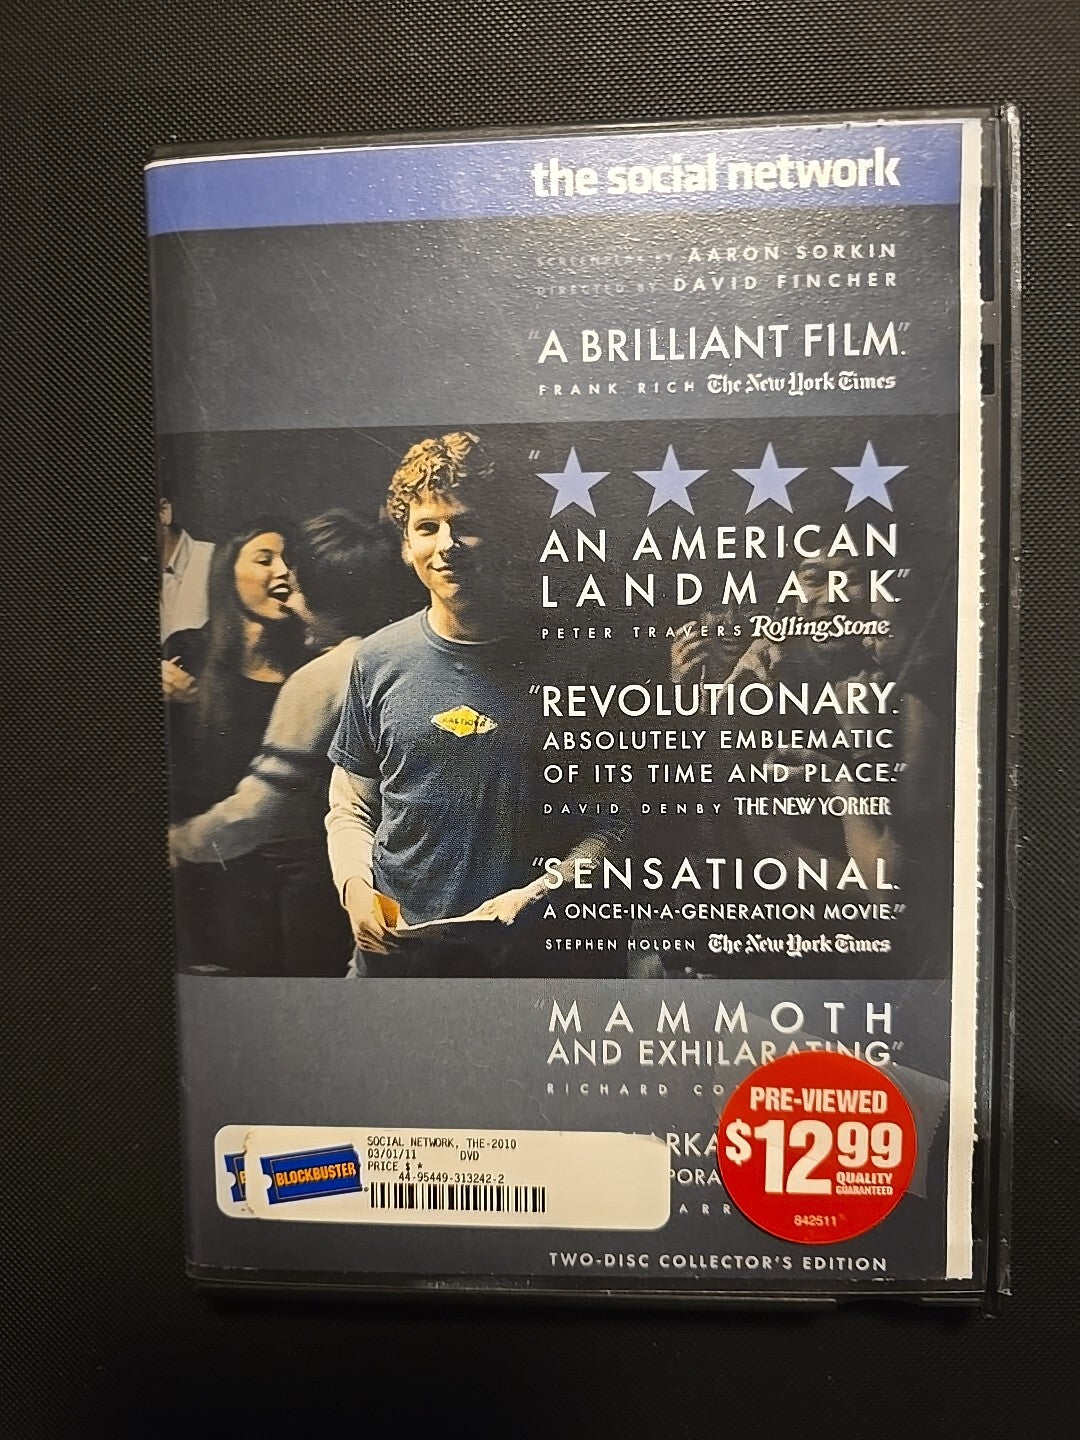 the social network
SCREENPLAY BY AARON SORKIN
DIRECTED BY DAVID FINCHER
"A BRILLIANT FILM."
FRANK RICH The New York Times
"
AN AMERICAN
LANDMARK."
PETER TRAVERS RollingStone
"REVOLUTIONARY.
ABSOLUTELY EMBLEMATIC
OF ITS TIME AND PLACE."
DAVID DENBY THE NEW YORKER
"SENSATIONAL.
A ONCE-IN-A-GENERATION MOVIE."
STEPHEN HOLDEN The New York Times
"MAMMOTH
AND EXHILARATING."
RICHARD
PRE-VIEWED
$12.99
QUALITY
GUARANTEED
842511
BLOCKBUSTER
SOCIAL NETWORK, THE-2010
03/01/11 DVD
PRICE $ *
44-95449-313242-2
TWO-DISC COLLECTOR'S EDITION